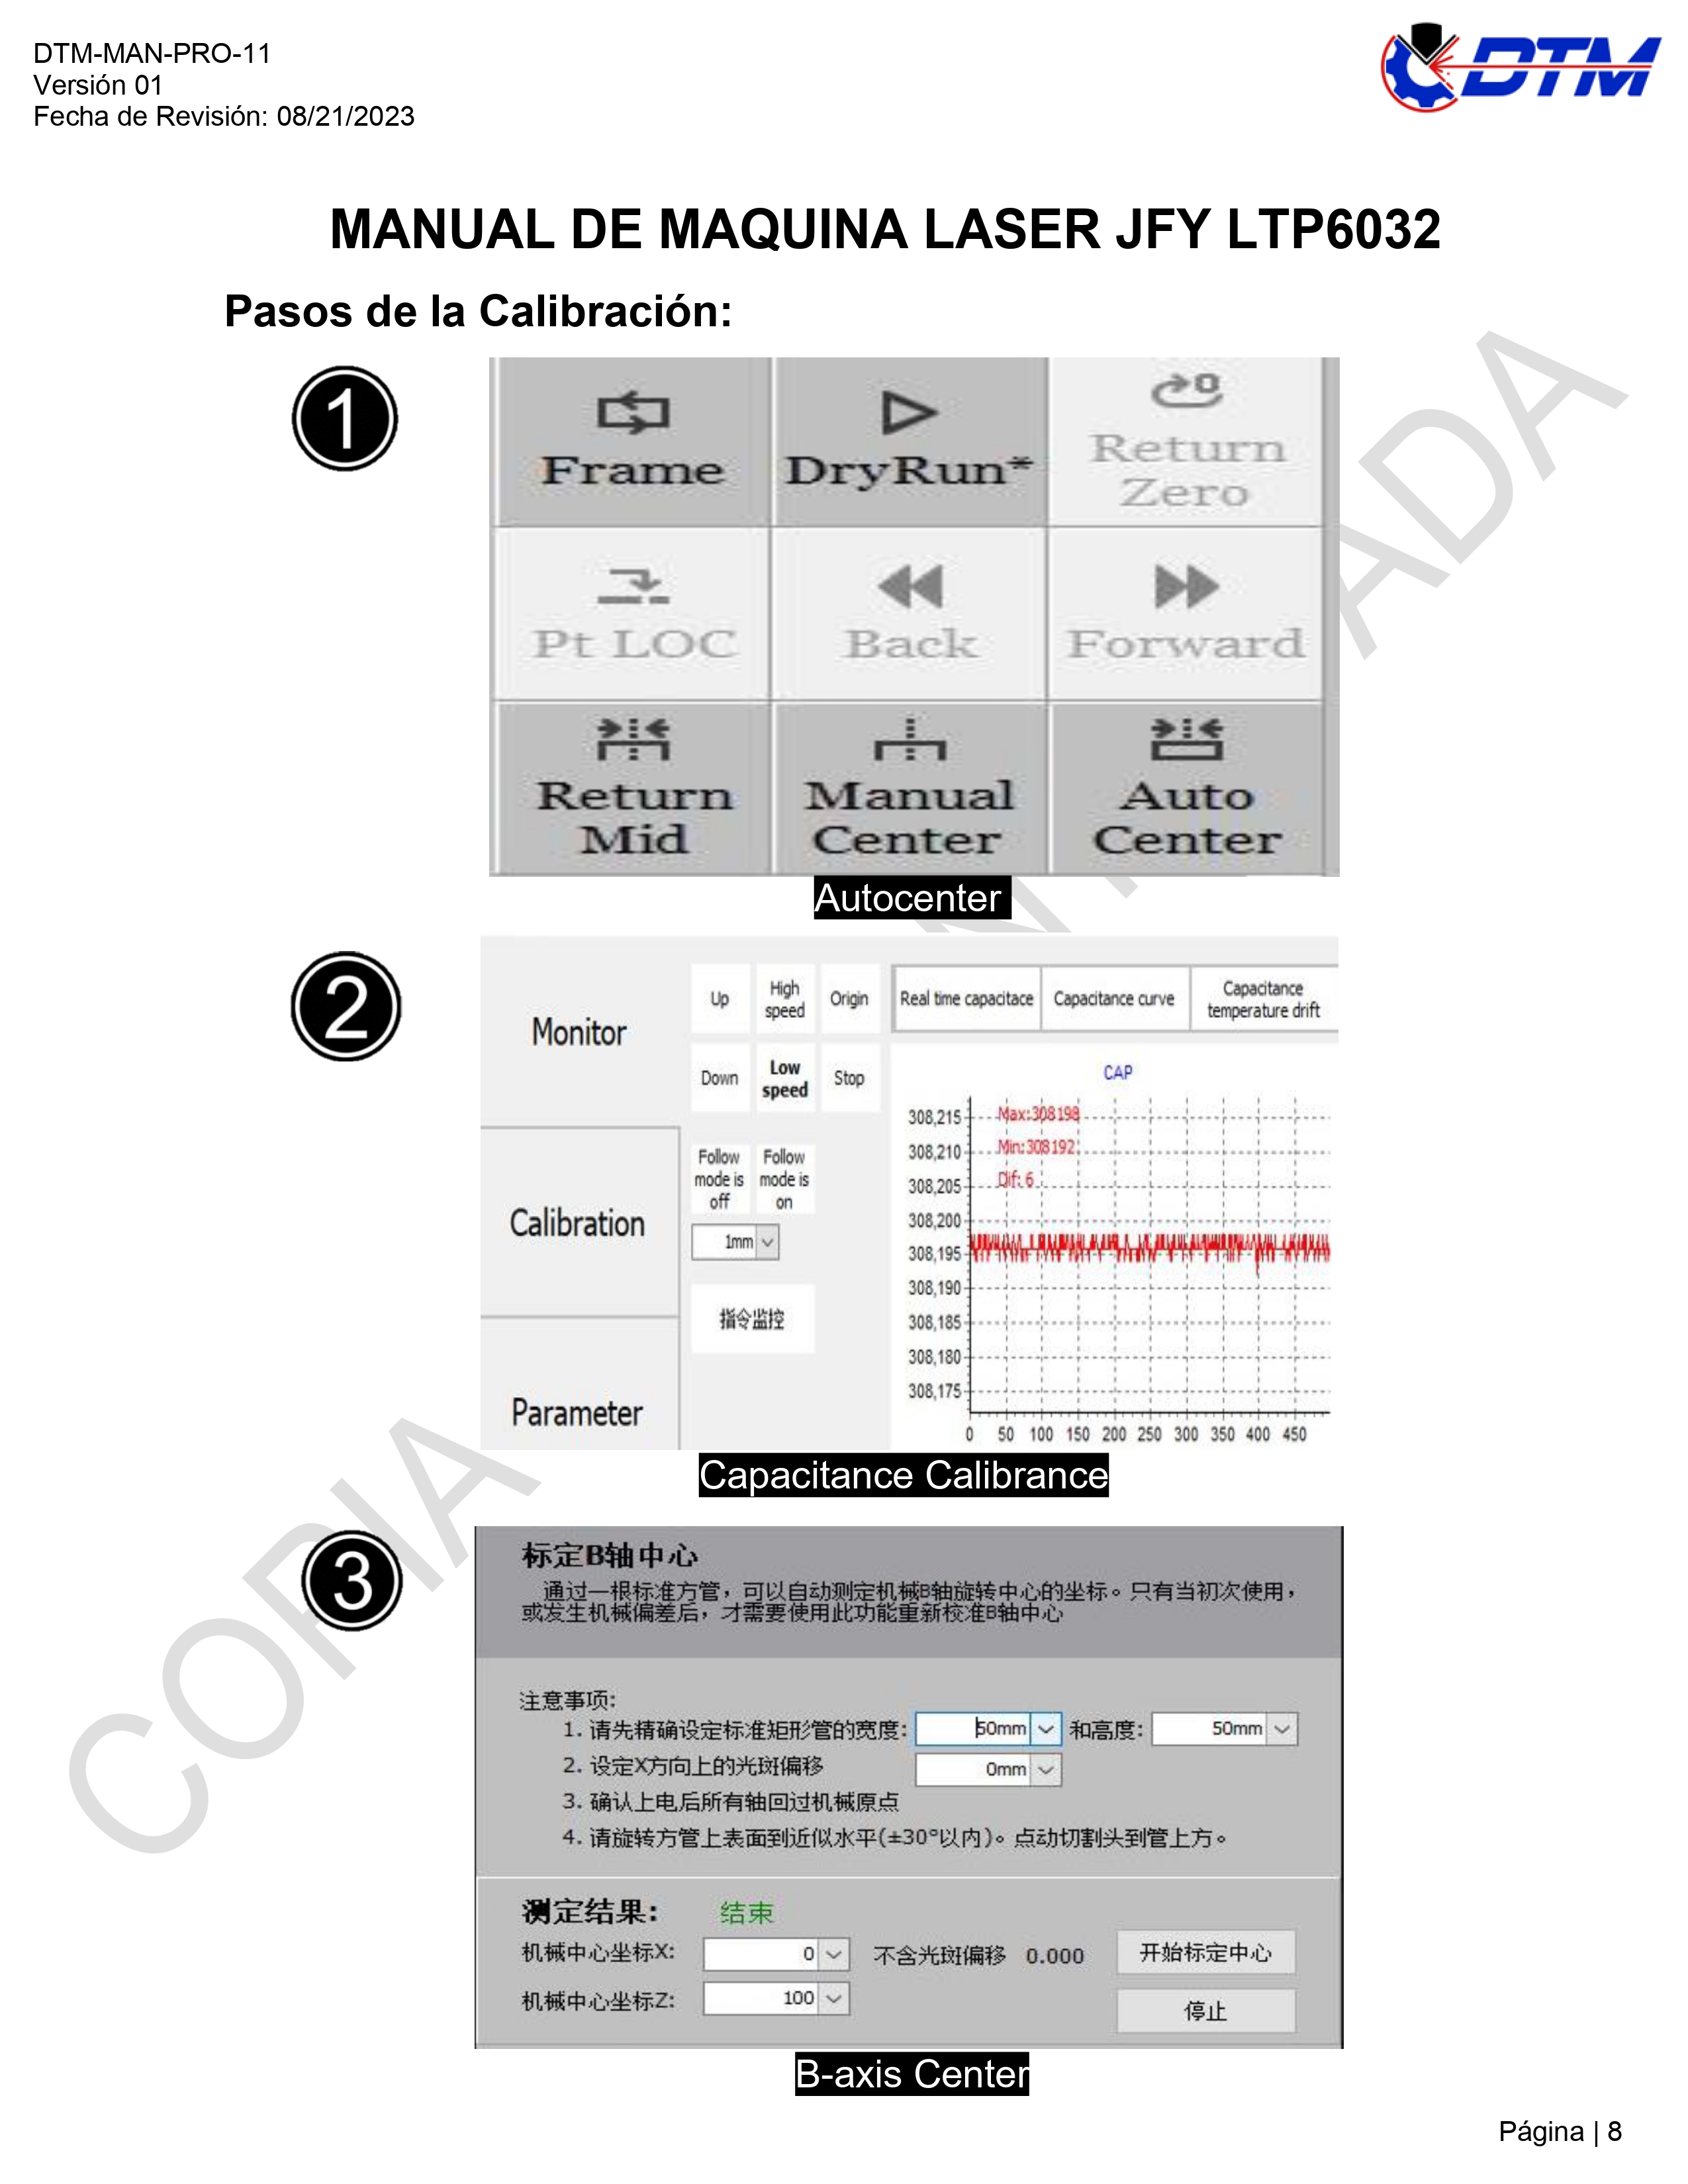 DTM-MAN-PRO-11
Versión 01
Fecha de Revisión: 08/21/2023
DTM
MANUAL DE MAQUINA LASER JFY LTP6032
Pasos de la Calibración:
1
Frame
DryRun*
Return
Zero
Pt LOC
Back
Forward
Return
Mid
Manual
Center
Auto
Center
Autocenter
2
Monitor
Calibration
Parameter
Up
High
speed
Origin
Down
Low
speed
Stop
Follow
mode is
off
Follow
mode is
on
1mm
指令监控
Real time capacitace
Capacitance curve
Capacitance
temperature drift
CAP
Max:308198
Min:308192
Dif: 6
308,215
308,210
308,205
308,200
308,195
308,190
308,185
308,180
308,175
0 50 100 150 200 250 300 350 400 450
Capacitance Calibrance
3
标定B轴中心
通过一根标准方管，可以自动测定机械B轴旋转中心的坐标。只有当初次使用，
或发生机械偏差后，才需要使用此功能重新校准B轴中心
注意事项:
1. 请先精确设定标准矩形管的宽度: 50mm 和高度: 50mm
2. 设定X方向上的光斑偏移 0mm
3. 确认上电后所有轴回过机械原点
4. 请旋转方管上表面到近似水平(±30°以内)。点动切割头到管上方。
测定结果: 结束
机械中心坐标X: 0 不含光斑偏移 0.000 开始标定中心
机械中心坐标Z: 100 停止
B-axis Center
Página | 8